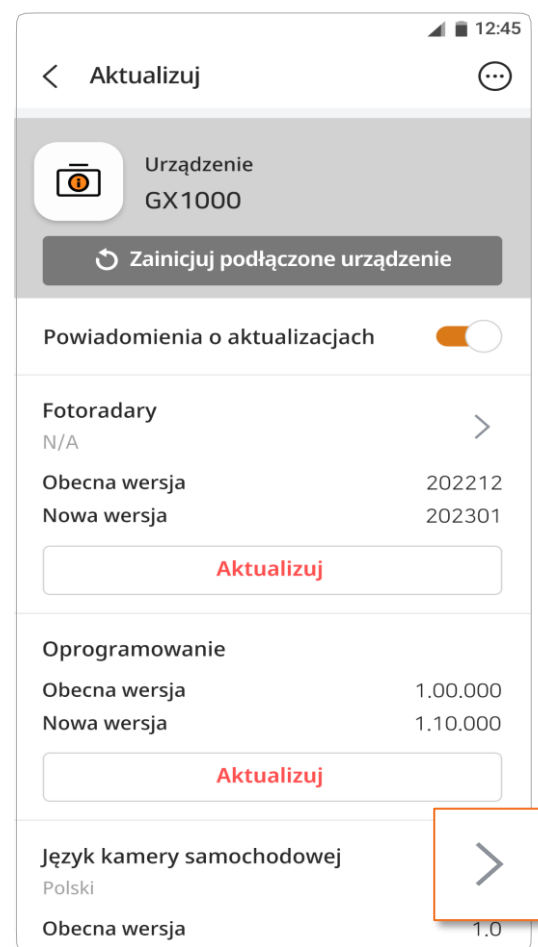 12:45
Aktualizuj
Urządzenie
GX1000
Zainicjuj podłączone urządzenie
Powiadomienia o aktualizacjach
Fotoradary
N/A
Obecna wersja 202212
Nowa wersja 202301
Aktualizuj
Oprogramowanie
Obecna wersja 1.00.000
Nowa wersja 1.10.000
Aktualizuj
Język kamery samochodowej
Polski
Obecna wersja 1.0